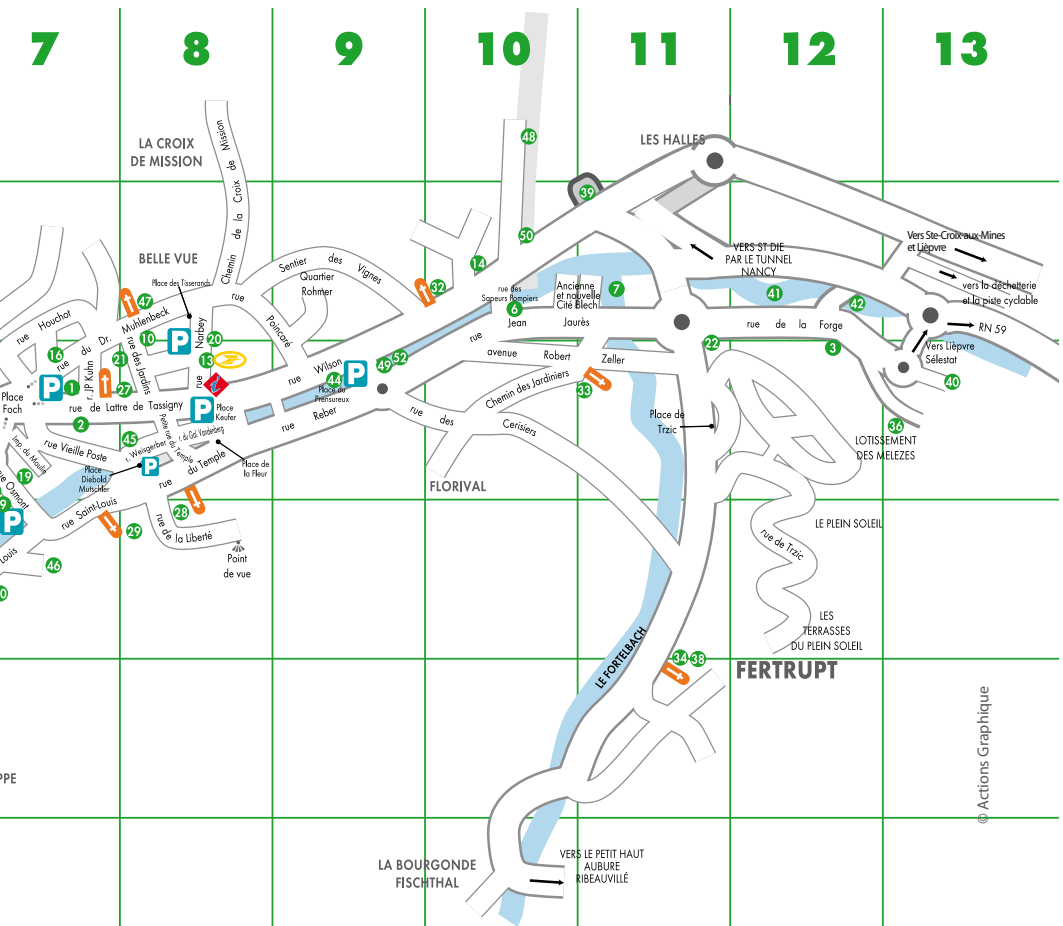 7
8
9
10
11
12
13
LA CROIX
DE MISSION
Chemin de la Croix de Mission
48
LES HALLES
39
50
BELLE VUE
Place des Tisserands
Sentier des Vignes
Quartier
Rohmer
14
32
VERS ST DIE
PAR LE TUNNEL
NANCY
Vers Ste-Croix-aux-Mines
et Lièpvre
vers la déchetterie
et la piste cyclable
RN 59
Vers Lièpvre
Sélestat
40
36
41
42
rue de la Forge
3
22
rue des
Sapeurs Pompiers
6
Ancienne
et nouvelle
Cité Blech
7
rue Jean Jaurès
avenue Robert Zeller
Chemin des Jardiniers
33
rue Poincaré
47
rue du Dr. Muhlenbeck
Houchot
16
10
P
rue Narbey
20
13
21
r. JP Kuhn
rue des Jardins
27
P
1
Place
Foch
rue de Lattre de Tassigny
P
Place
Keufer
2
45
rue Vieille Poste
r. Weisgerber
Petite rue du Temple
r. du Gal. Vandenberg
rue Wilson
44
P
49
52
Place du
Prensureux
rue Reber
rue des Cerisiers
Place de
Trzic
LOTISSEMENT
DES MELEZES
Imp. du Moulin
19
rue Osmont
9
P
Place
Diebold
Mutschler
P
rue du Temple
Place de
la Fleur
FLORIVAL
rue Saint-Louis
28
29
rue de la Liberté
Point
de vue
Louis
46
0
LE PLEIN SOLEIL
rue de Trzic
LES
TERRASSES
DU PLEIN SOLEIL
LE FORTELBACH
34
38
FERTRUPT
PPE
© Actions Graphique
LA BOURGONDE
FISCHTHAL
VERS LE PETIT HAUT
AUBURE
RIBEAUVILLÉ